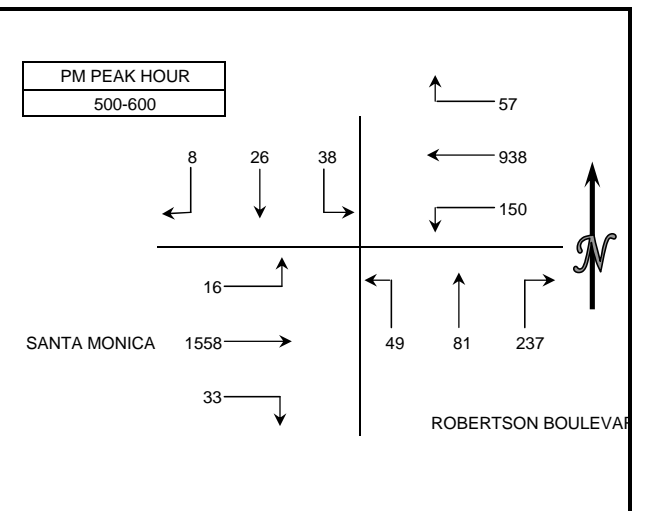 PM PEAK HOUR
500-600
57
8 26 38
938
150
N
16
SANTA MONICA 1558
49 81 237
33
ROBERTSON BOULEVAR